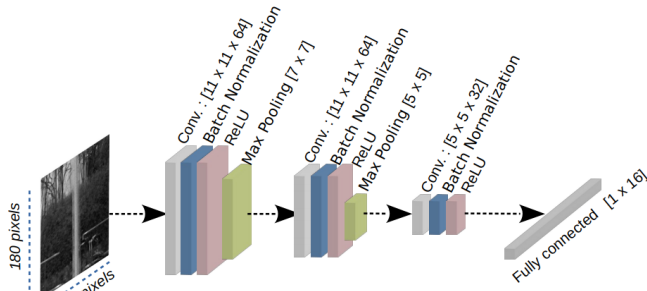 180 pixels
pixels
Conv. : [11 x 11 x 64]
Batch Normalization
ReLU
Max Pooling [7 x 7]
Conv. : [11 x 11 x 64]
Batch Normalization
ReLU
Max Pooling [5 x 5]
Conv. : [5 x 5 x 32]
Batch Normalization
ReLU
Fully connected [1 x 16]